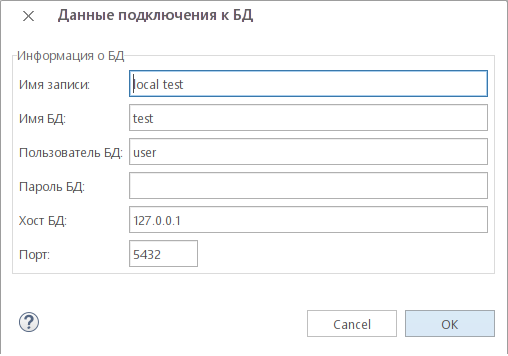 Данные подключения к БД
Информация о БД
Имя записи: local test
Имя БД: test
Пользователь БД: user
Пароль БД:
Хост БД: 127.0.0.1
Порт: 5432
? Cancel OK